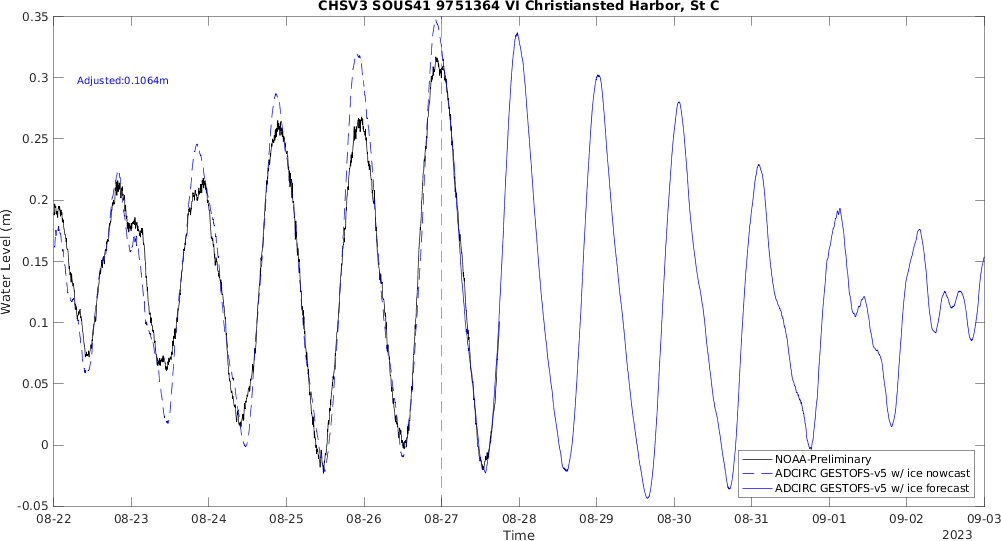 CHSV3 SOUS41 9751364 VI Christiansted Harbor, St C
0.35
0.3
0.25
0.2
0.15
0.1
0.05
0
-0.05
Water Level (m)
Adjusted:0.1064m
NOAA-Preliminary
ADCIRC GESTOFS-v5 w/ ice nowcast
ADCIRC GESTOFS-v5 w/ ice forecast
08-22 08-23 08-24 08-25 08-26 08-27 08-28 08-29 08-30 08-31 09-01 09-02 09-03
Time
2023